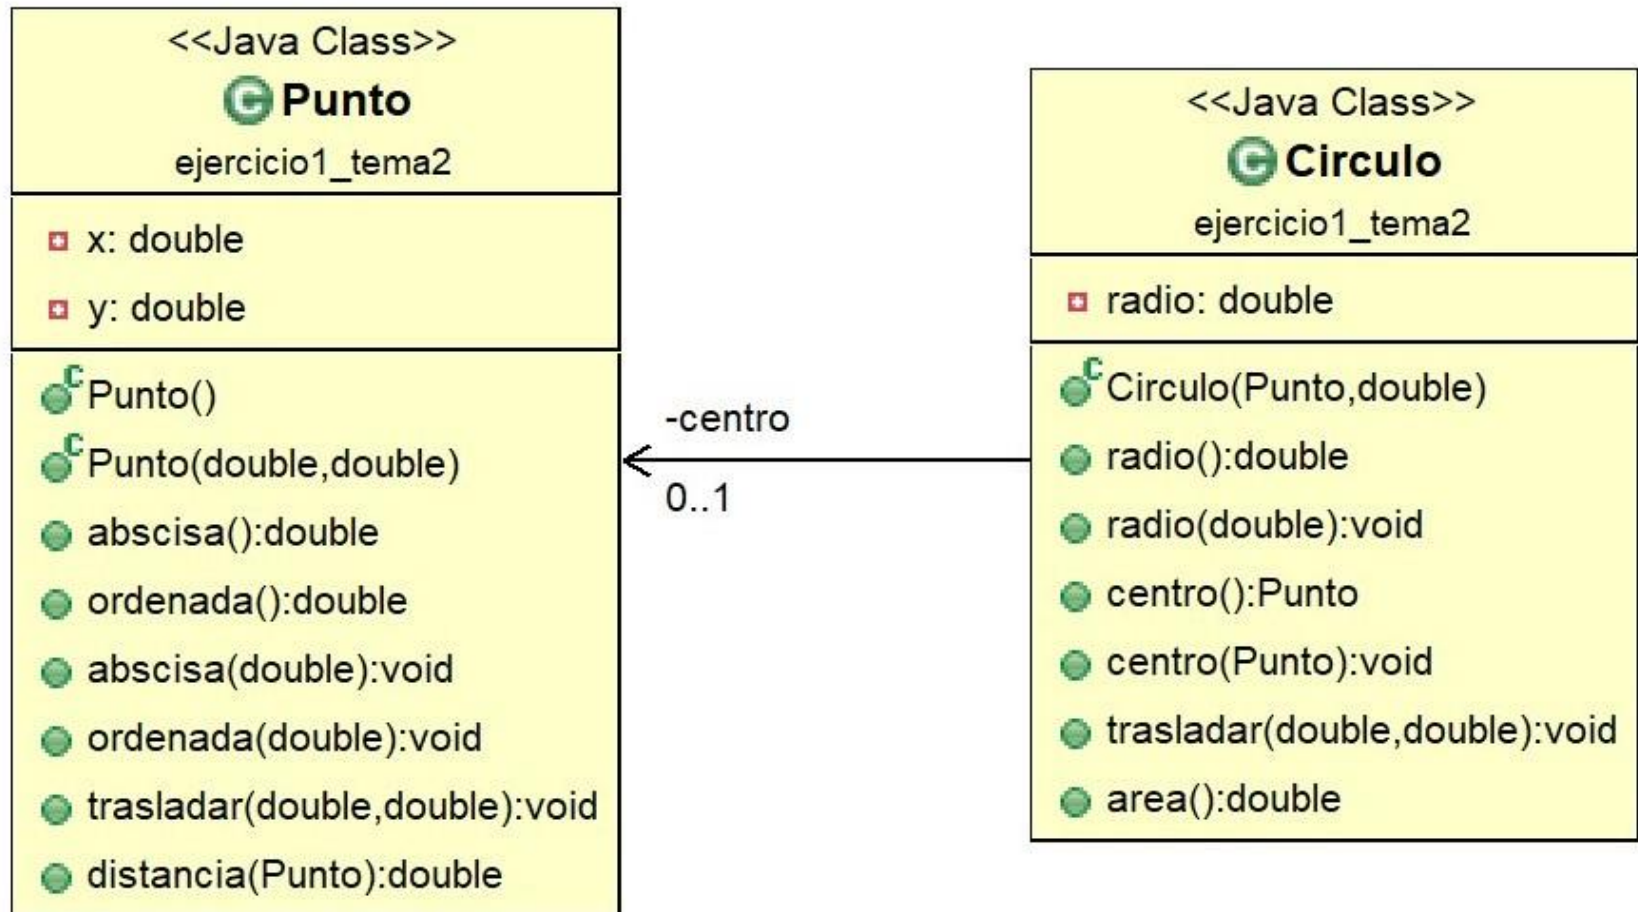 <<Java Class>>
Punto
ejercicio1_tema2
x: double
y: double
Punto()
Punto(double,double)
abscisa():double
ordenada():double
abscisa(double):void
ordenada(double):void
trasladar(double,double):void
distancia(Punto):double
-centro
0..1
<<Java Class>>
Circulo
ejercicio1_tema2
radio: double
Circulo(Punto,double)
radio():double
radio(double):void
centro():Punto
centro(Punto):void
trasladar(double,double):void
area():double